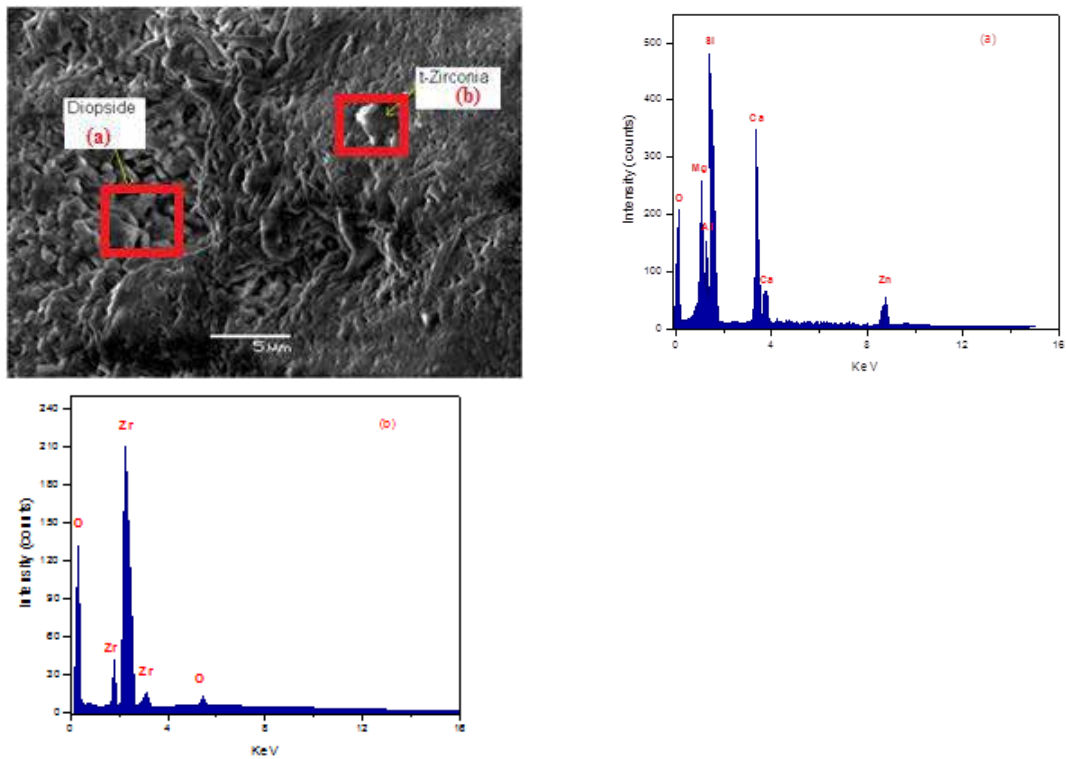 Diopside
(a)
t-Zirconia
(b)
5 µm
(a)
500
400
300
200
100
0
Intensity (counts)
O
Mg
Al
Si
Ca
Ca
Zn
0
4
8
12
16
KeV
(b)
240
210
180
150
120
90
60
30
0
Intensity (counts)
O
Zr
Zr
Zr
O
0
4
8
12
16
KeV